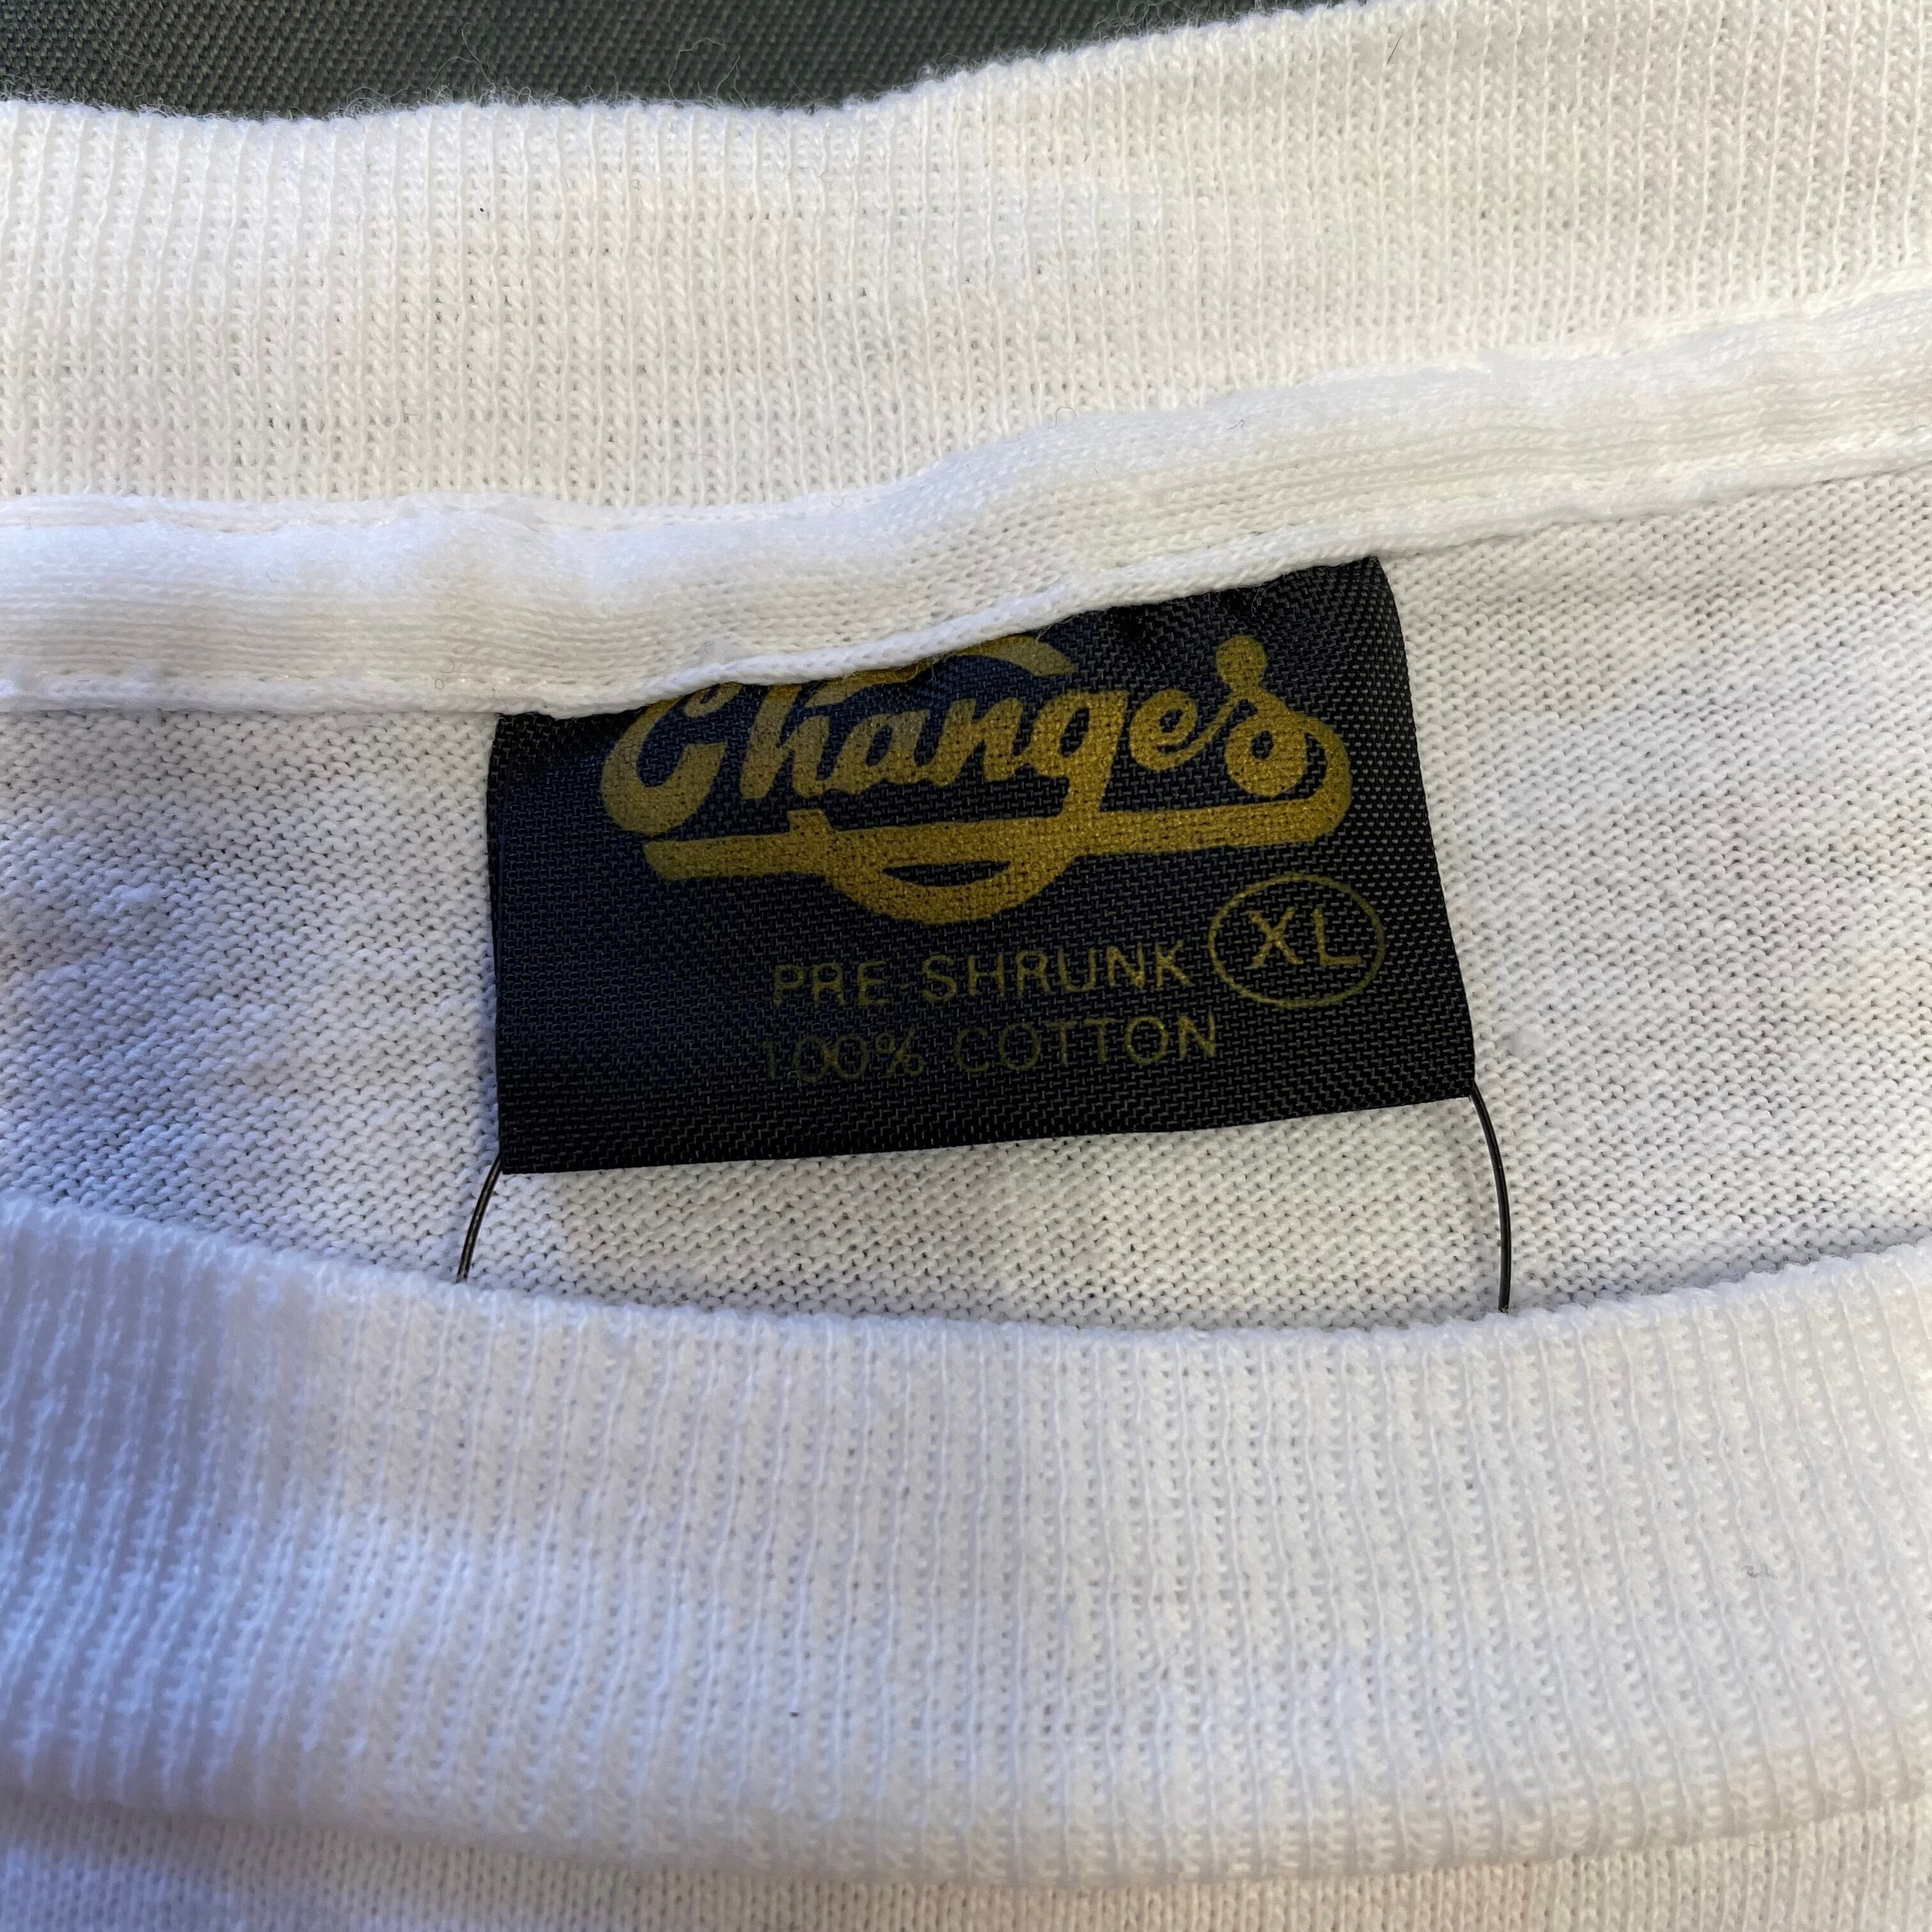 Changes
PRE-SHRUNK XL
100% COTTON